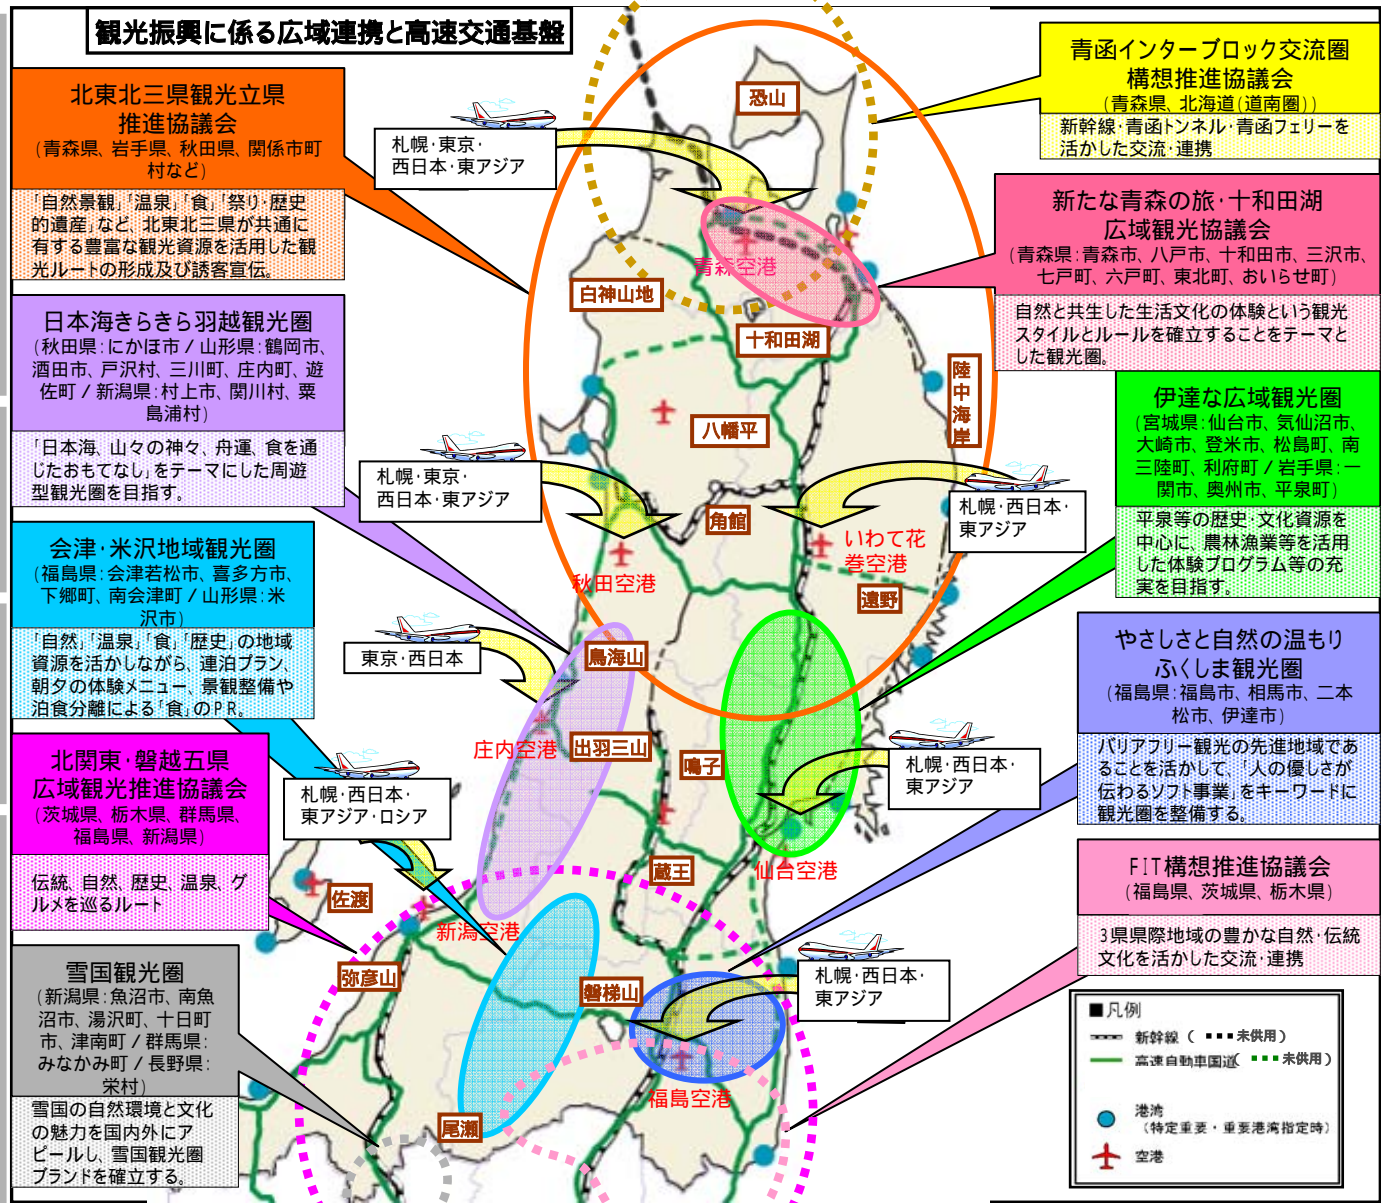 観光振興に係る広域連携と高速交通基盤
北東北三県観光立県
推進協議会
(青森県、岩手県、秋田県、関係市町
村など)
「自然景観」「温泉」「食」「祭り・歴史
的遺産」など、北東北三県が共通に
有する豊富な観光資源を活用した観
光ルートの形成及び誘客宣伝。
日本海きらきら羽越観光圏
(秋田県:にかほ市/山形県:鶴岡市、
酒田市、戸沢村、三川町、庄内町、遊
佐町/新潟県:村上市、関川村、粟
島浦村)
「日本海、山々の神々、舟運、食を通
じたおもてなし」をテーマにした周遊
型観光圏を目指す。
会津・米沢地域観光圏
(福島県:会津若松市、喜多方市、
下郷町、南会津町/山形県:米
沢市)
「自然」「温泉」「食」「歴史」の地域
資源を活かしながら、連泊プラン、
朝夕の体験メニュー、景観整備や
泊食分離による「食」のPR。
北関東・磐越五県
広域観光推進協議会
(茨城県、栃木県、群馬県、
福島県、新潟県)
伝統、自然、歴史、温泉、グ
ルメを巡るルート
雪国観光圏
(新潟県:魚沼市、南魚
沼市、湯沢町、十日町
市、津南町/群馬県:
みなかみ町/長野県:
栄村)
雪国の自然環境と文化
の魅力を国内外にア
ピールし、雪国観光圏
ブランドを確立する。
青函インターブロック交流圏
構想推進協議会
(青森県、北海道(道南圏))
新幹線・青函トンネル・青函フェリーを
活かした交流・連携
新たな青森の旅・十和田湖
広域観光協議会
(青森県:青森市、八戸市、十和田市、三沢市、
七戸町、六戸町、東北町、おいらせ町)
自然と共生した生活文化の体験という観光
スタイルとルールを確立することをテーマと
した観光圏。
伊達な広域観光圏
(宮城県:仙台市、気仙沼市、
大崎市、登米市、松島町、南
三陸町、利府町/岩手県:一
関市、奥州市、平泉町)
平泉等の歴史・文化資源を
中心に、農林漁業等を活用
した体験プログラム等の充
実を目指す。
やさしさと自然の温もり
ふくしま観光圏
(福島県:福島市、相馬市、二本
松市、伊達市)
バリアフリー観光の先進地域であ
ることを活かして、「人の優しさが
伝わるソフト事業」をキーワードに
観光圏を整備する。
FIT構想推進協議会
(福島県、茨城県、栃木県)
3県県際地域の豊かな自然・伝統
文化を活かした交流・連携
札幌・東京・
西日本・東アジア
恐山
青森空港
白神山地
十和田湖
陸中海岸
八幡平
札幌・東京・
西日本・東アジア
札幌・西日本・
東アジア
角館
いわて花
巻空港
秋田空港
遠野
東京・西日本
鳥海山
庄内空港
出羽三山
鳴子
札幌・西日本・
東アジア
札幌・西日本・
東アジア・ロシア
蔵王
仙台空港
佐渡
新潟空港
弥彦山
磐梯山
札幌・西日本・
東アジア
福島空港
尾瀬
■凡例
新幹線(・・・未供用)
高速自動車国道(・・・未供用)
港湾
(特定重要・重要港湾指定時)
空港